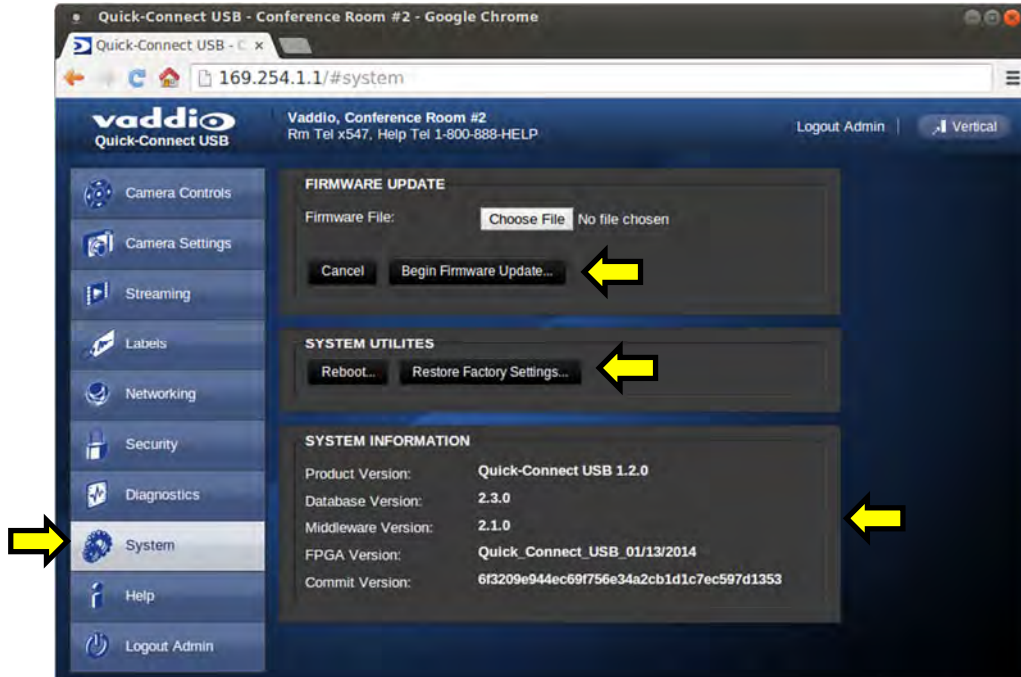 Quick-Connect USB - Conference Room #2 - Google Chrome
Quick-Connect USB - C
169.254.1.1/#system
vaddio
Quick-Connect USB
Vaddio, Conference Room #2
Rm Tel x547, Help Tel 1-800-888-HELP
Logout Admin
Vertical
Camera Controls
Camera Settings
Streaming
Labels
Networking
Security
Diagnostics
System
Help
Logout Admin
FIRMWARE UPDATE
Firmware File: Choose File No file chosen
Cancel Begin Firmware Update...
SYSTEM UTILITES
Reboot... Restore Factory Settings...
SYSTEM INFORMATION
Product Version: Quick-Connect USB 1.2.0
Database Version: 2.3.0
Middleware Version: 2.1.0
FPGA Version: Quick_Connect_USB_01/13/2014
Commit Version: 6f3209e944ec69f756e34a2cb1d1c7ec597d1353